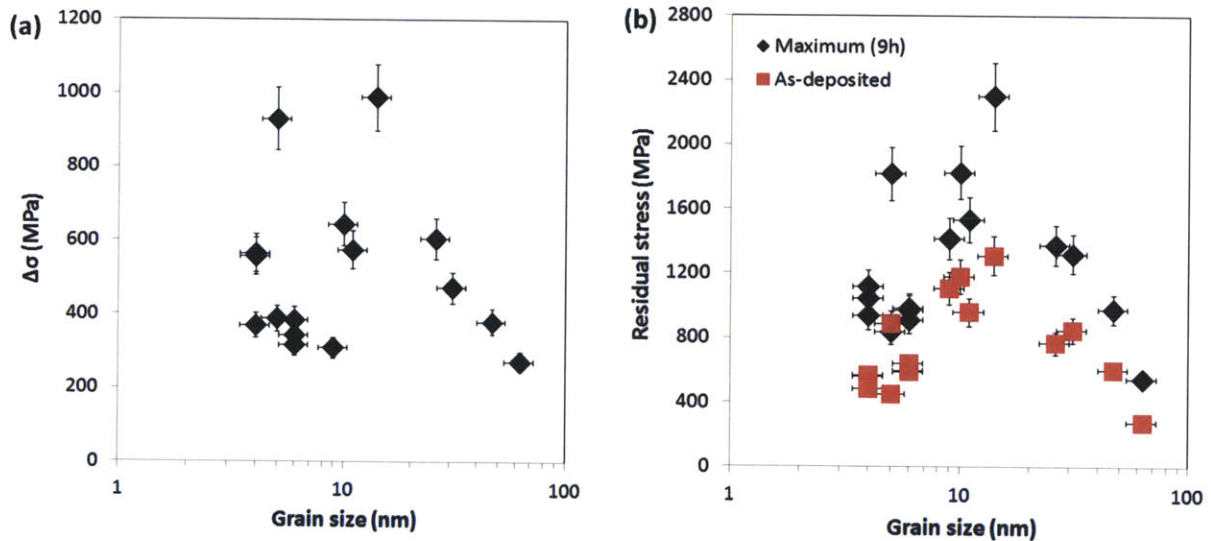 (a)
1200
1000
800
600
400
200
0
Δσ (MPa)
1
10
100
Grain size (nm)
(b)
2800
2400
2000
1600
1200
800
400
0
Residual stress (MPa)
Maximum (9h)
As-deposited
1
10
100
Grain size (nm)